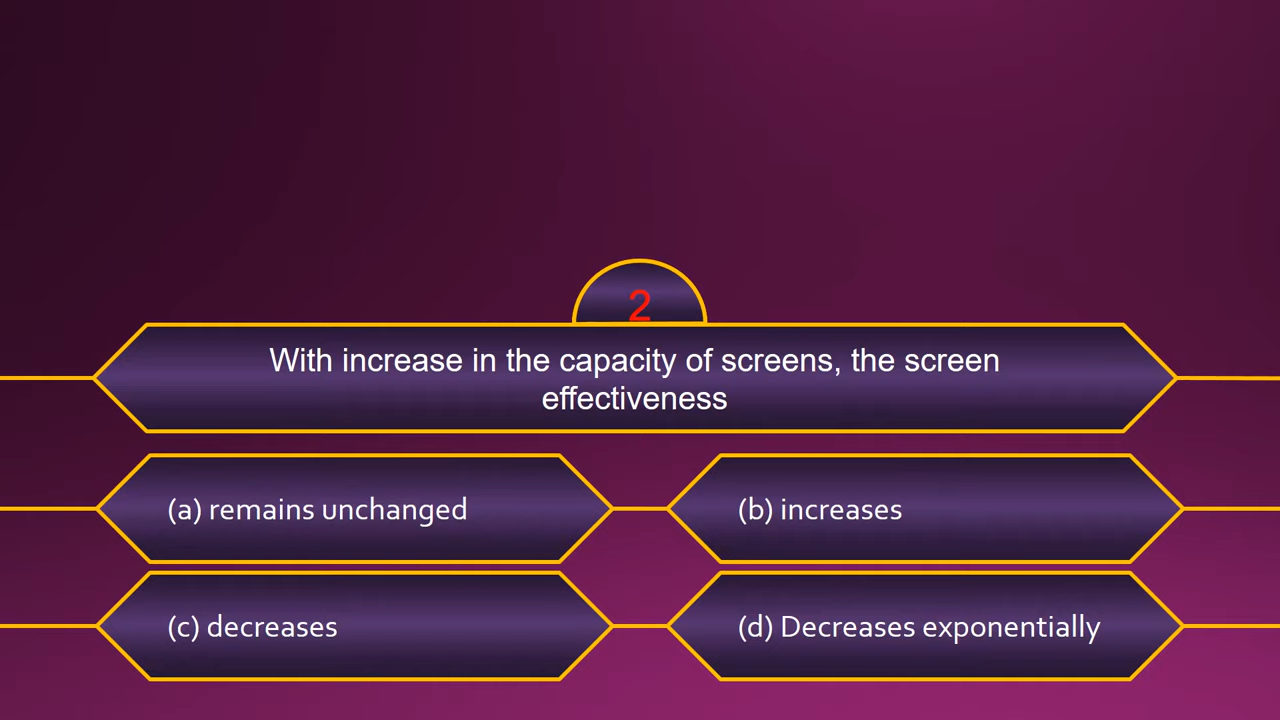 2
With increase in the capacity of screens, the screen
effectiveness
(a) remains unchanged
(b) increases
(c) decreases
(d) Decreases exponentially